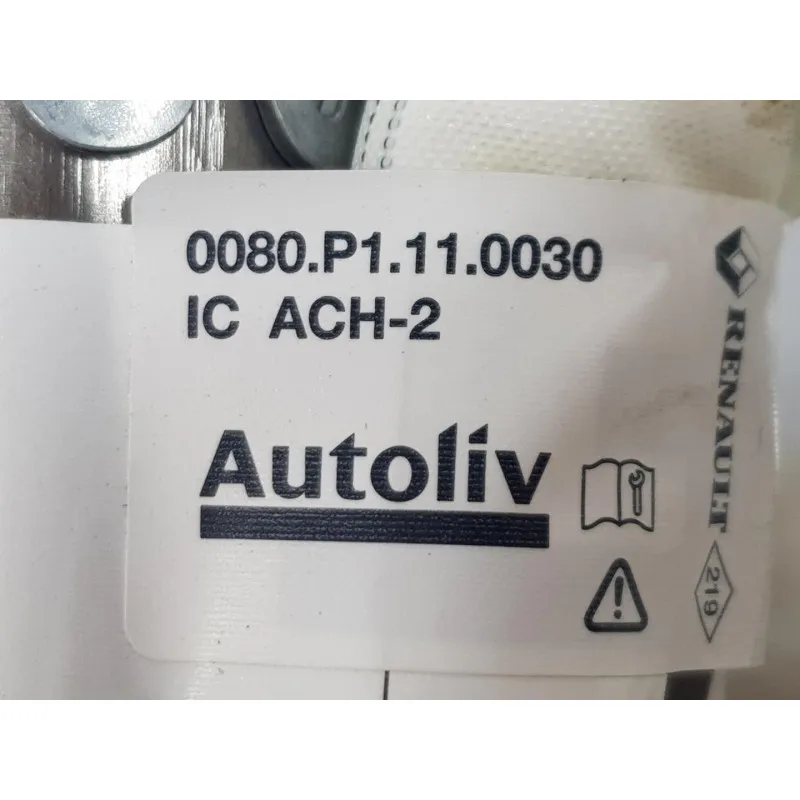 0080.P1.11.0030
IC ACH-2
Autoliv
RENAULT
219